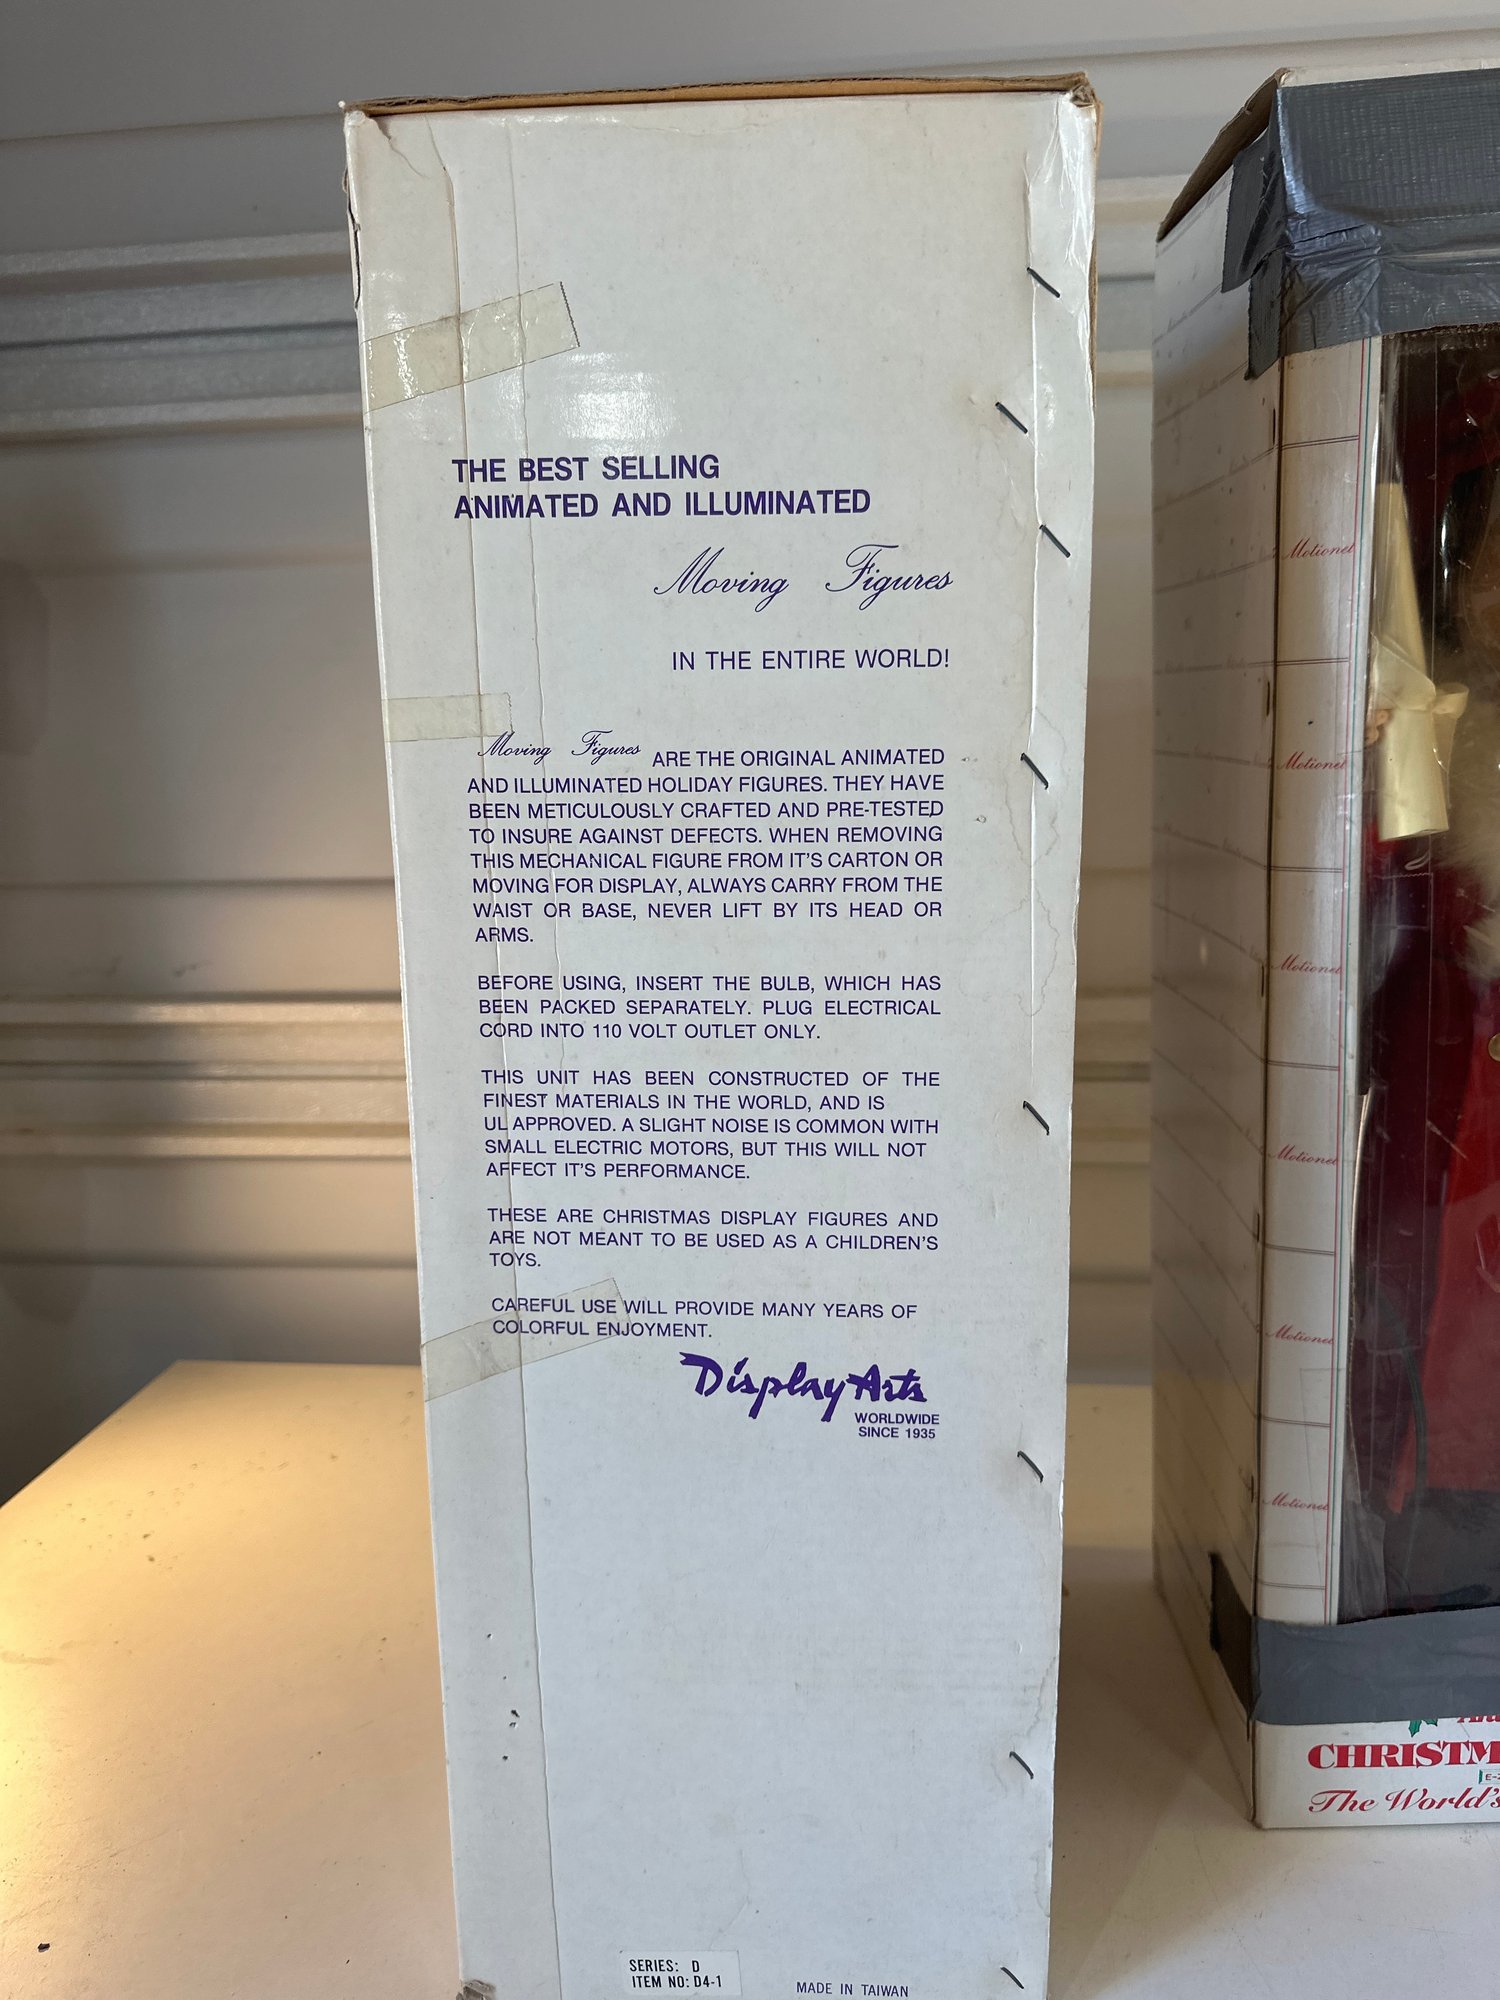 THE BEST SELLING
ANIMATED AND ILLUMINATED
Moving Figures
IN THE ENTIRE WORLD!
Moving Figures ARE THE ORIGINAL ANIMATED
AND ILLUMINATED HOLIDAY FIGURES. THEY HAVE
BEEN METICULOUSLY CRAFTED AND PRE-TESTED
TO INSURE AGAINST DEFECTS. WHEN REMOVING
THIS MECHANICAL FIGURE FROM IT'S CARTON OR
MOVING FOR DISPLAY, ALWAYS CARRY FROM THE
WAIST OR BASE, NEVER LIFT BY ITS HEAD OR
ARMS.
BEFORE USING, INSERT THE BULB, WHICH HAS
BEEN PACKED SEPARATELY. PLUG ELECTRICAL
CORD INTO 110 VOLT OUTLET ONLY.
THIS UNIT HAS BEEN CONSTRUCTED OF THE
FINEST MATERIALS IN THE WORLD, AND IS
UL APPROVED. A SLIGHT NOISE IS COMMON WITH
SMALL ELECTRIC MOTORS, BUT THIS WILL NOT
AFFECT IT'S PERFORMANCE.
THESE ARE CHRISTMAS DISPLAY FIGURES AND
ARE NOT MEANT TO BE USED AS A CHILDREN'S
TOYS.
CAREFUL USE WILL PROVIDE MANY YEARS OF
COLORFUL ENJOYMENT.
Display Arts
WORLDWIDE
SINCE 1935
SERIES: D
ITEM NO: D4-1
MADE IN TAIWAN
Motionet
Motionet
Motionet
Motionet
Motionet
Motionet
CHRISTM
The World's